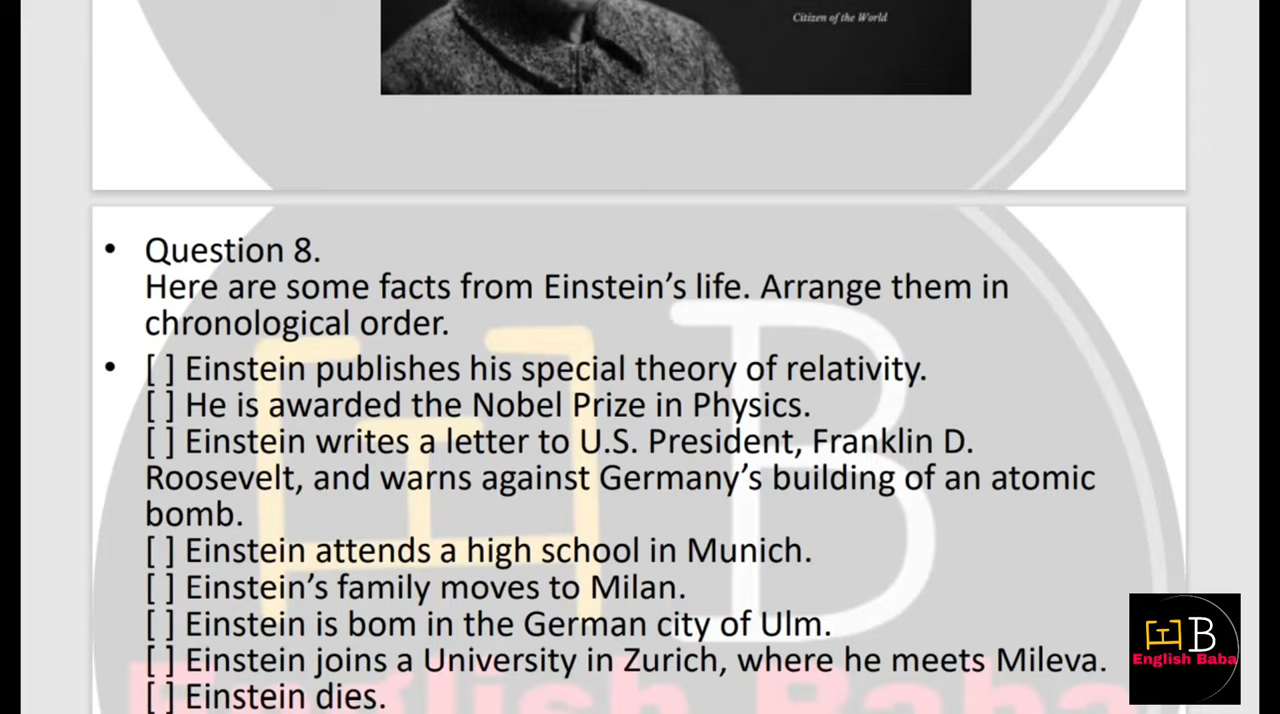 Citizen of the World
• Question 8.
Here are some facts from Einstein’s life. Arrange them in
chronological order.
• [ ] Einstein publishes his special theory of relativity.
[ ] He is awarded the Nobel Prize in Physics.
[ ] Einstein writes a letter to U.S. President, Franklin D.
Roosevelt, and warns against Germany’s building of an atomic
bomb.
[ ] Einstein attends a high school in Munich.
[ ] Einstein’s family moves to Milan.
[ ] Einstein is bom in the German city of Ulm.
[ ] Einstein joins a University in Zurich, where he meets Mileva.
[ ] Einstein dies.
EB
English Baba
English Baba